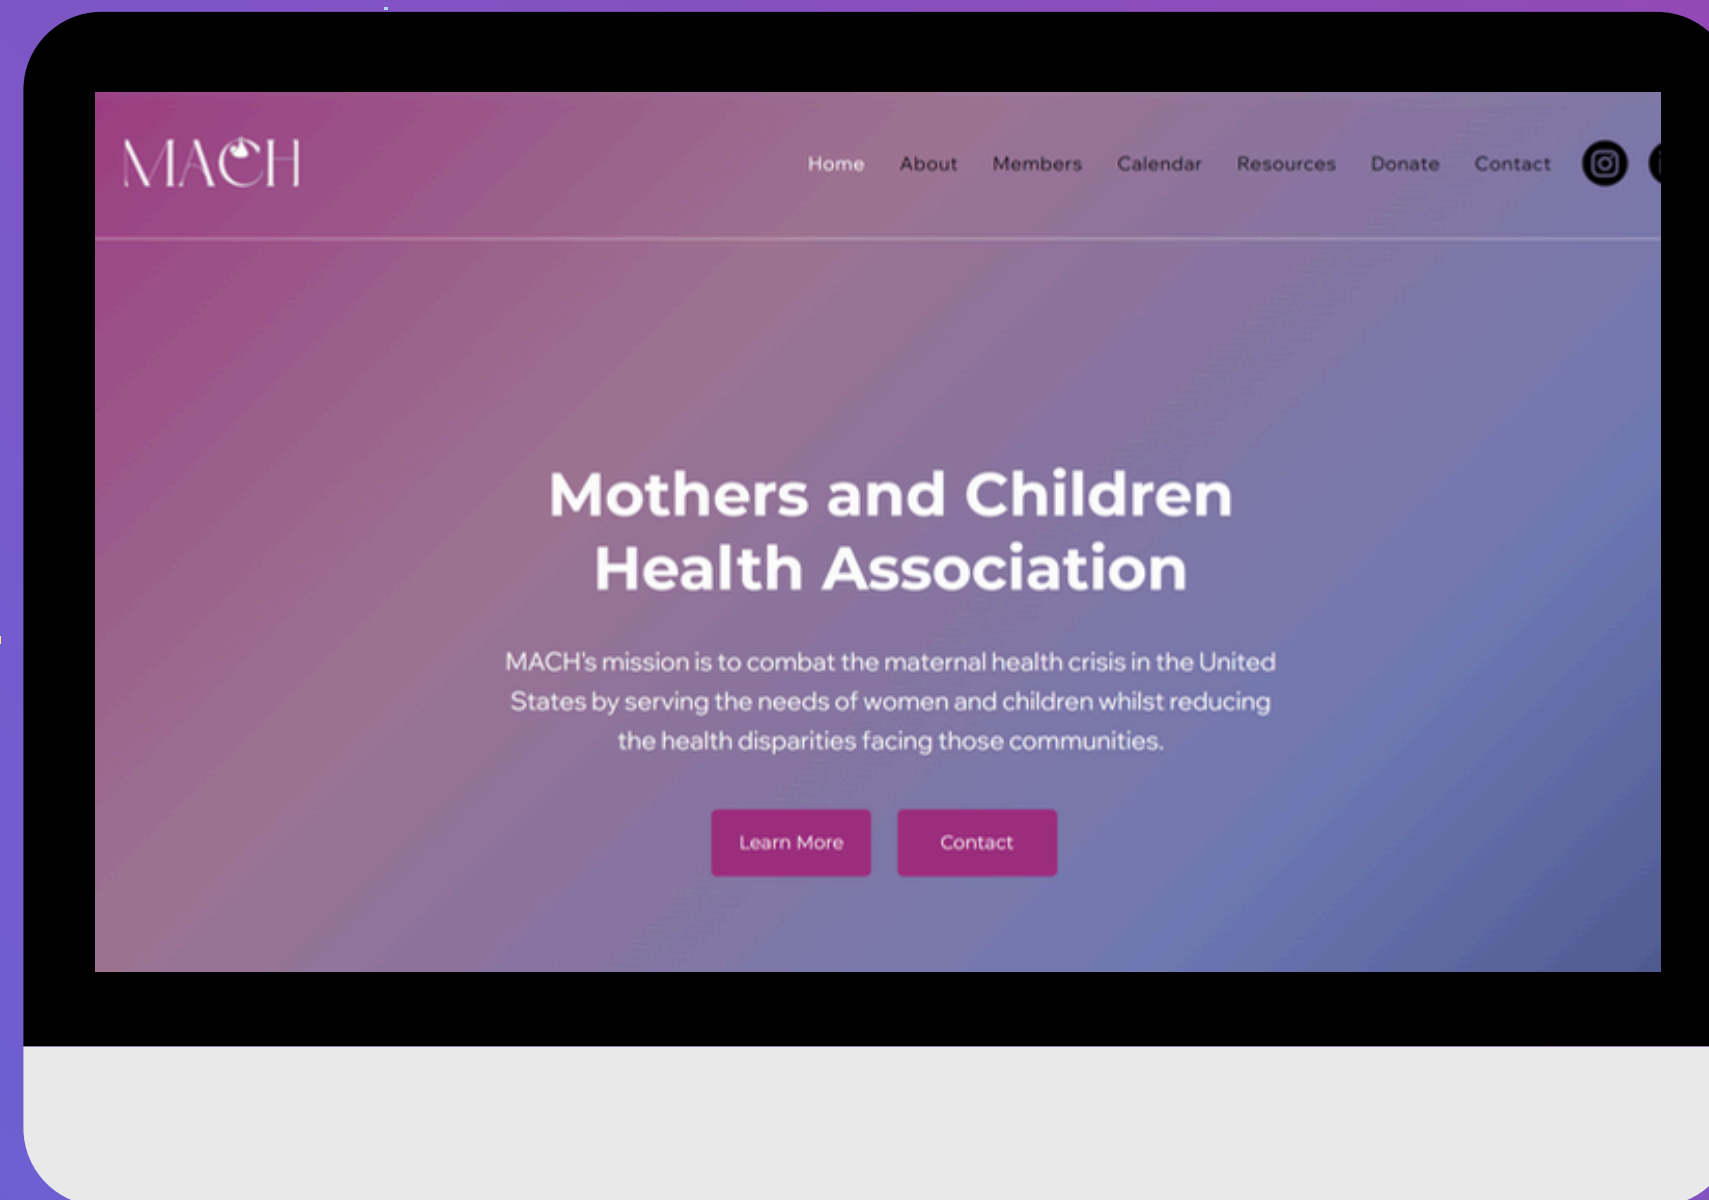 MACH
Home About Members Calendar Resources Donate Contact
Mothers and Children
Health Association
MACH's mission is to combat the maternal health crisis in the United
States by serving the needs of women and children whilst reducing
the health disparities facing those communities.
Learn More Contact